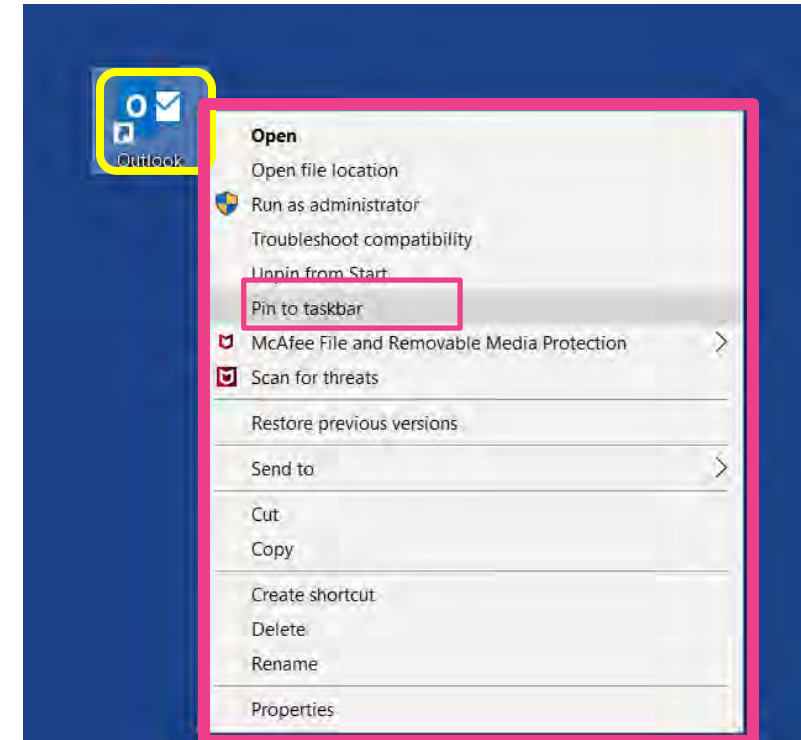 O
Outlook
Open
Open file location
Run as administrator
Troubleshoot compatibility
Unpin from Start
Pin to taskbar
McAfee File and Removable Media Protection
Scan for threats
Restore previous versions
Send to
Cut
Copy
Create shortcut
Delete
Rename
Properties